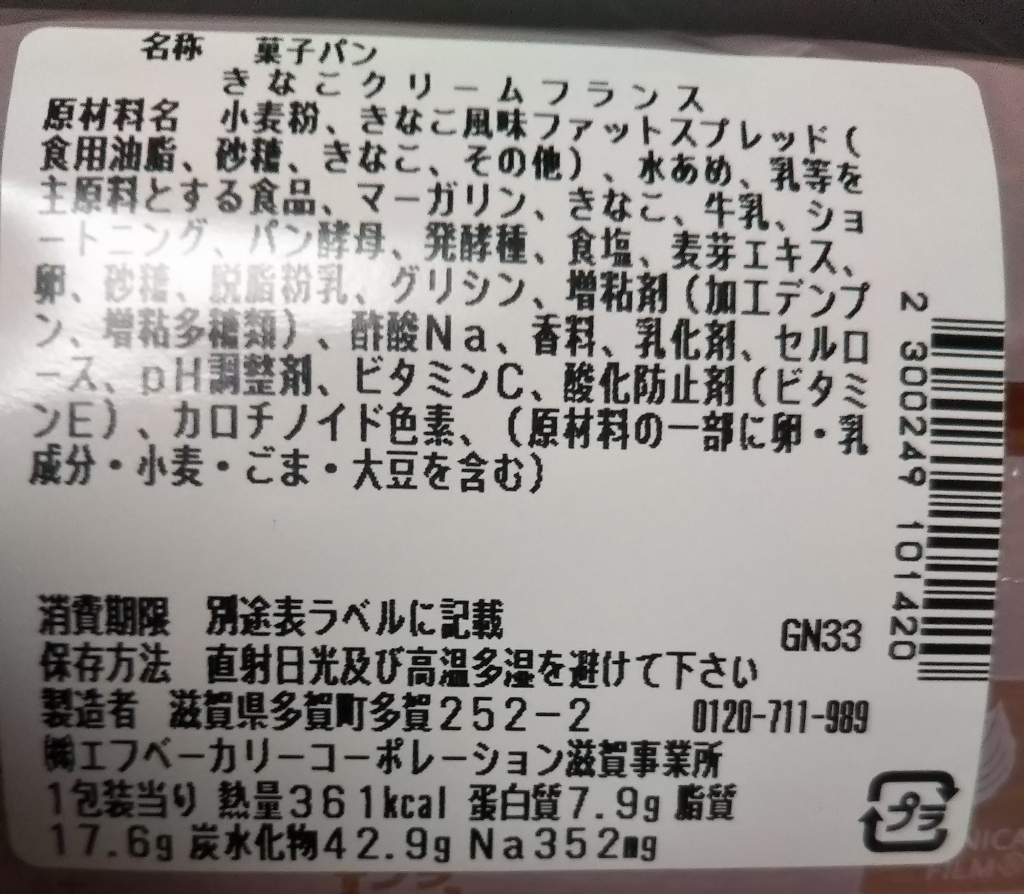 名称　菓子パン
きなこクリームフランス
原材料名　小麦粉、きなこ風味ファットスプレッド（
食用油脂、砂糖、きなこ、その他）、水あめ、乳等を
主原料とする食品、マーガリン、きなこ、牛乳、ショ
ートニング、パン酵母、発酵種、食塩、麦芽エキス、
卵、砂糖、脱脂粉乳、グリシン、増粘剤（加工デンプ
ン、増粘多糖類）、酢酸Na、香料、乳化剤、セルロ
ース、pH調整剤、ビタミンC、酸化防止剤（ビタミ
ンE）、カロチノイド色素、（原材料の一部に卵・乳
成分・小麦・ごま・大豆を含む）
2 300249 101420
消費期限　別途表ラベルに記載
GN33
保存方法　直射日光及び高温多湿を避けて下さい
製造者　滋賀県多賀町多賀252-2　0120-711-989
㈱エフベーカリーコーポレーション滋賀事業所
1包装当り 熱量361kcal 蛋白質7.9g 脂質
17.6g 炭水化物42.9g Na352mg
プラ